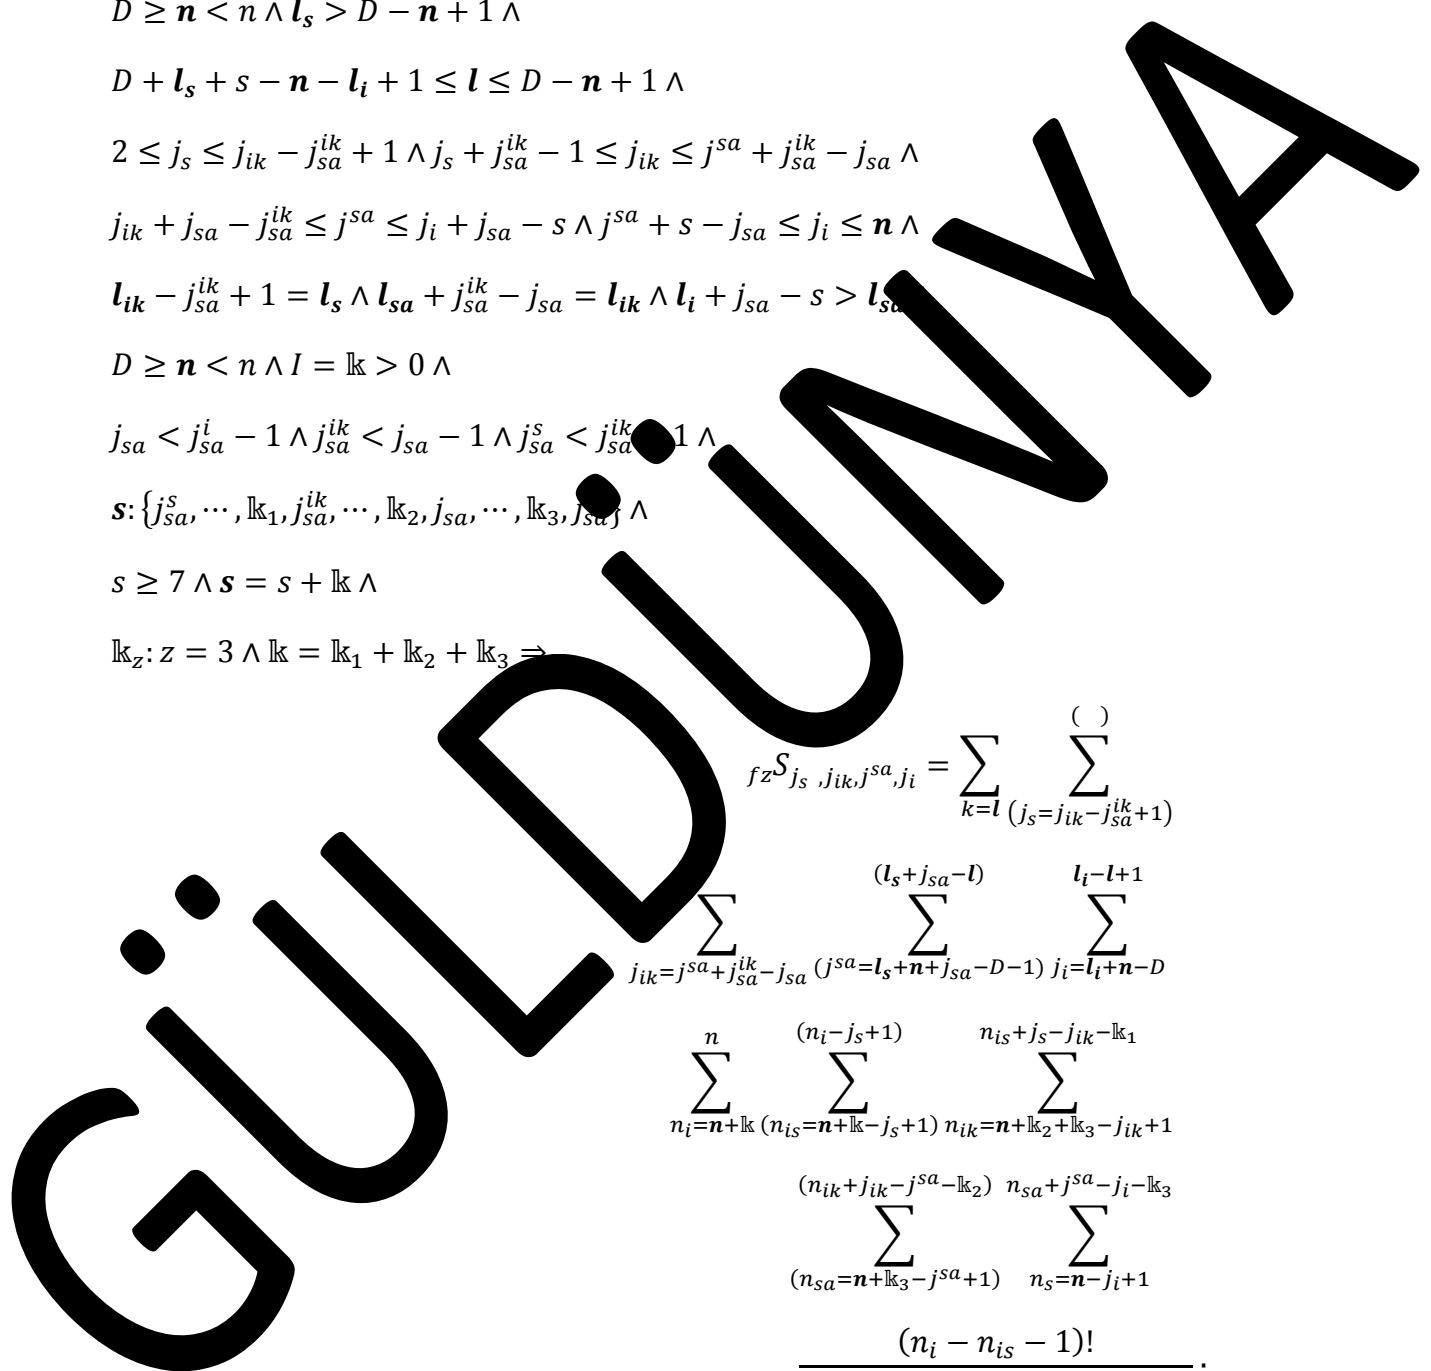 D ≥ 𝒏 < n ∧ 𝒍_𝒔 > D − 𝒏 + 1 ∧
D + 𝒍_𝒔 + s − 𝒏 − 𝒍_𝒊 + 1 ≤ 𝒍 ≤ D − 𝒏 + 1 ∧
2 ≤ j_s ≤ j_{ik} − j_{sa}^{ik} + 1 ∧ j_s + j_{sa}^{ik} − 1 ≤ j_{ik} ≤ j^{sa} + j_{sa}^{ik} − j_{sa} ∧
j_{ik} + j_{sa} − j_{sa}^{ik} ≤ j^{sa} ≤ j_i + j_{sa} − s ∧ j^{sa} + s − j_{sa} ≤ j_i ≤ 𝒏 ∧
𝒍_{𝒊𝒌} − j_{sa}^{ik} + 1 = 𝒍_𝒔 ∧ 𝒍_{𝒔𝒂} + j_{sa}^{ik} − j_{sa} = 𝒍_{𝒊𝒌} ∧ 𝒍_𝒊 + j_{sa} − s > 𝒍_{𝒔𝒂}
D ≥ 𝒏 < n ∧ I = 𝕜 > 0 ∧
j_{sa} < j_{sa}^i − 1 ∧ j_{sa}^{ik} < j_{sa} − 1 ∧ j_{sa}^s < j_{sa}^{ik} 1 ∧
𝒔: {j_{sa}^s, ⋯ , 𝕜_1, j_{sa}^{ik}, ⋯ , 𝕜_2, j_{sa}, ⋯ , 𝕜_3, j_{sa}} ∧
s ≥ 7 ∧ 𝒔 = s + 𝕜 ∧
𝕜_z: z = 3 ∧ 𝕜 = 𝕜_1 + 𝕜_2 + 𝕜_3 ⇒
_{fz}S_{j_s ,j_{ik},j^{sa},j_i} = ∑_{k=𝒍} ∑_{(j_s=j_{ik}−j_{sa}^{ik}+1)}^{( )}
∑_{j_{ik}=j^{sa}+j_{sa}^{ik}−j_{sa}} ∑_{(j^{sa}=𝒍_𝒔+𝒏+j_{sa}−D−1)}^{(𝒍_𝒔+j_{sa}−𝒍)} ∑_{j_i=𝒍_𝒊+𝒏−D}^{𝒍_𝒊−𝒍+1}
∑_{n_i=𝒏+𝕜}^{n} ∑_{(n_{is}=𝒏+𝕜−j_s+1)}^{(n_i−j_s+1)} ∑_{n_{ik}=𝒏+𝕜_2+𝕜_3−j_{ik}+1}^{n_{is}+j_s−j_{ik}−𝕜_1}
∑_{(n_{sa}=𝒏+𝕜_3−j^{sa}+1)}^{(n_{ik}+j_{ik}−j^{sa}−𝕜_2)} ∑_{n_s=𝒏−j_i+1}^{n_{sa}+j^{sa}−j_i−𝕜_3}
(n_i − n_{is} − 1)! ·
GÜLDÜNYA